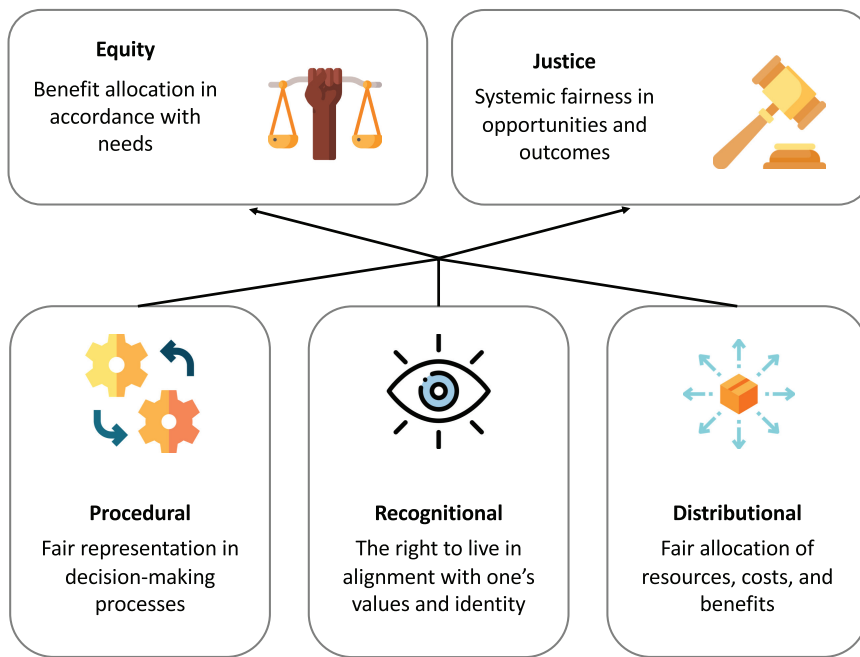 Equity
Benefit allocation in
accordance with
needs
Justice
Systemic fairness in
opportunities and
outcomes
Procedural
Fair representation in
decision-making
processes
Recognitional
The right to live in
alignment with one’s
values and identity
Distributional
Fair allocation of
resources, costs, and
benefits